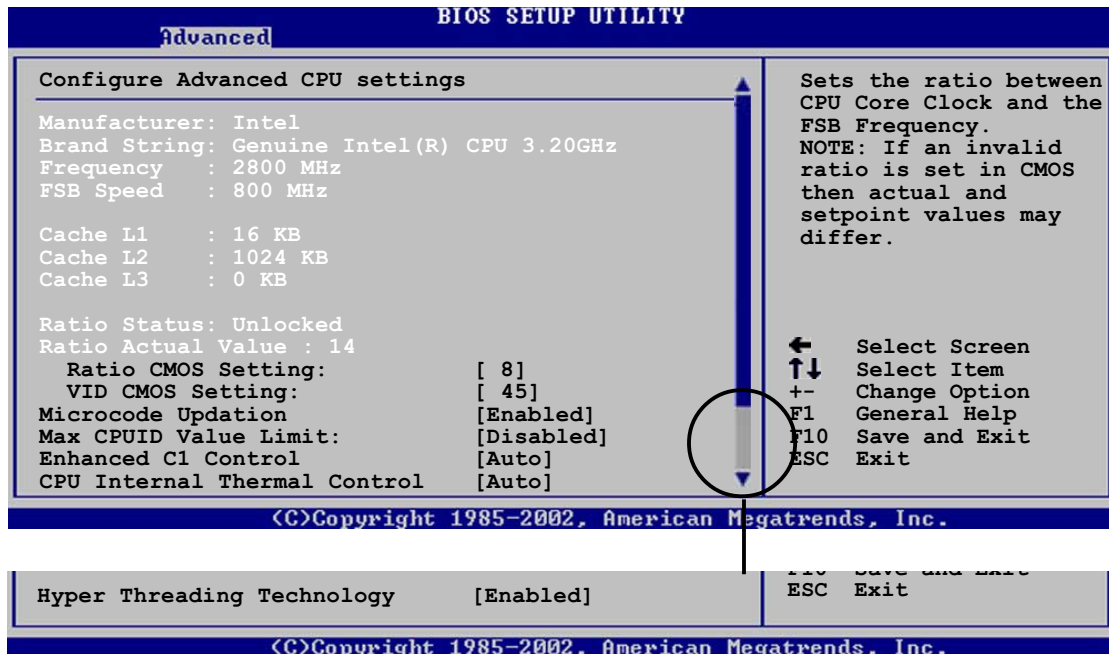 BIOS SETUP UTILITY
Advanced
Configure Advanced CPU settings
Manufacturer: Intel
Brand String: Genuine Intel(R) CPU 3.20GHz
Frequency : 2800 MHz
FSB Speed : 800 MHz
Cache L1 : 16 KB
Cache L2 : 1024 KB
Cache L3 : 0 KB
Ratio Status: Unlocked
Ratio Actual Value : 14
Ratio CMOS Setting: [ 8]
VID CMOS Setting: [ 45]
Microcode Updation [Enabled]
Max CPUID Value Limit: [Disabled]
Enhanced C1 Control [Auto]
CPU Internal Thermal Control [Auto]
Sets the ratio between
CPU Core Clock and the
FSB Frequency.
NOTE: If an invalid
ratio is set in CMOS
then actual and
setpoint values may
differ.
← Select Screen
↑↓ Select Item
+- Change Option
F1 General Help
F10 Save and Exit
ESC Exit
(C)Copyright 1985-2002, American Megatrends, Inc.
Hyper Threading Technology [Enabled]
F10 Save and Exit
ESC Exit
(C)Copyright 1985-2002, American Megatrends, Inc.